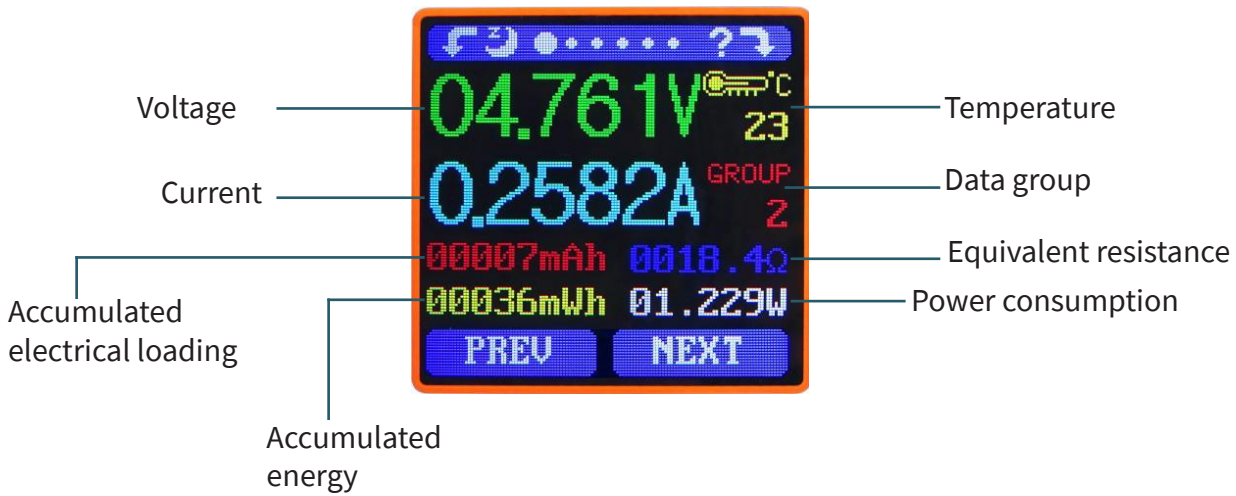 ?
Voltage
04.761V
°C
23
Temperature
Current
0.2582A
GROUP
2
Data group
00007mAh
0018.4Ω
Equivalent resistance
Accumulated
electrical loading
00036mWh
01.229W
Power consumption
PREV
NEXT
Accumulated
energy